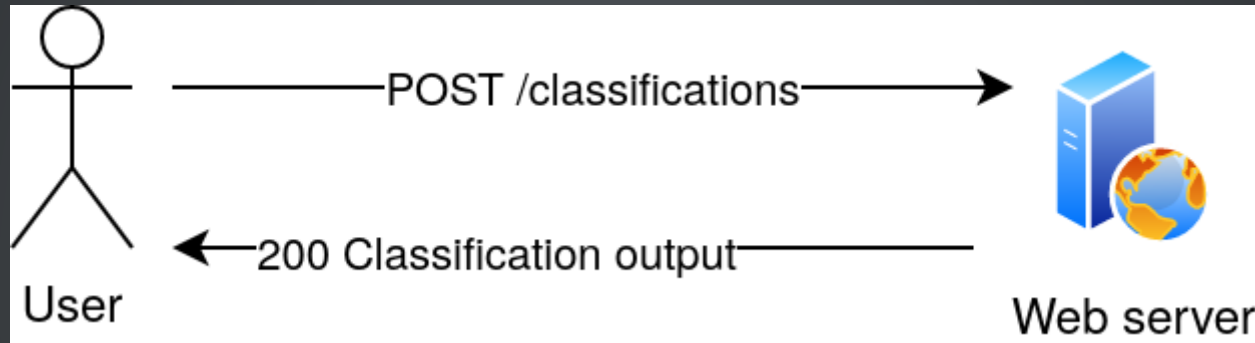 POST /classifications
200 Classification output
User
Web server